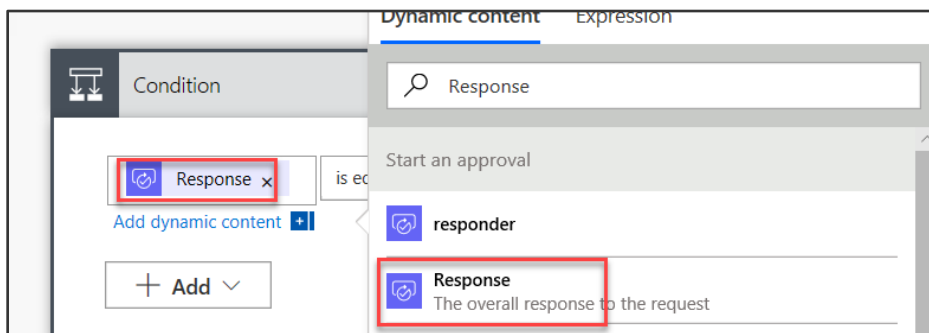 Dynamic content Expression
Condition
Response
Start an approval
Response ×
is
Add dynamic content
responder
Response
The overall response to the request
+ Add